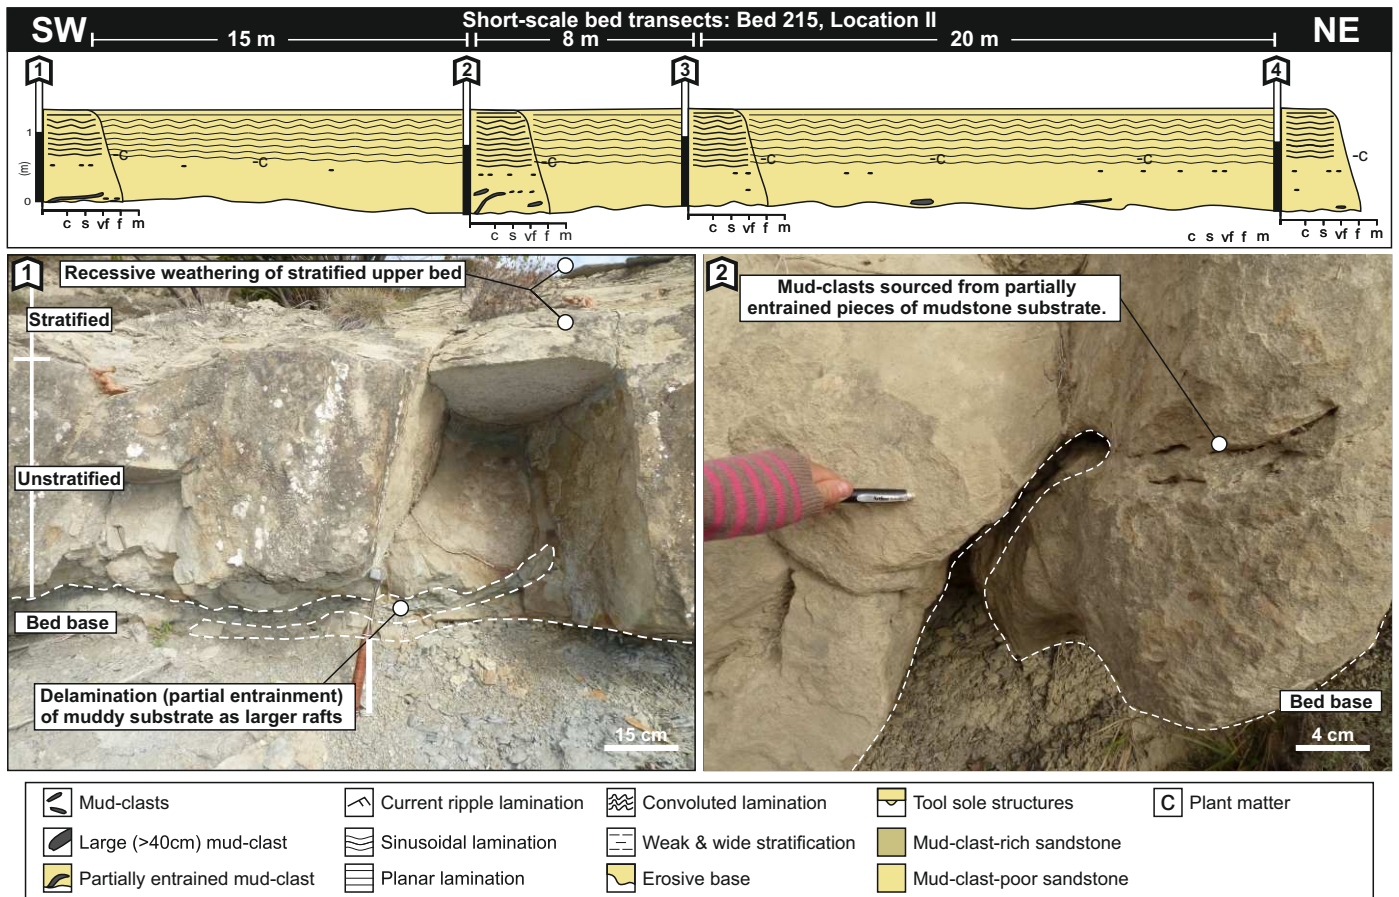 Short-scale bed transects: Bed 215, Location II
SW
NE
15 m
8 m
20 m
1
2
3
4
1
(m)
0
-C
-C
-C
-C
-C
-C
-C
c s vf f m
c s vf f m
c s vf f m
c s vf f m
c s vf f m
1
Recessive weathering of stratified upper bed
Stratified
Unstratified
Bed base
Delamination (partial entrainment)
of muddy substrate as larger rafts
15 cm
2
Mud-clasts sourced from partially
entrained pieces of mudstone substrate.
Bed base
4 cm
Mud-clasts
Large (>40cm) mud-clast
Partially entrained mud-clast
Current ripple lamination
Sinusoidal lamination
Planar lamination
Convoluted lamination
Weak & wide stratification
Erosive base
Tool sole structures
Mud-clast-rich sandstone
Mud-clast-poor sandstone
C Plant matter